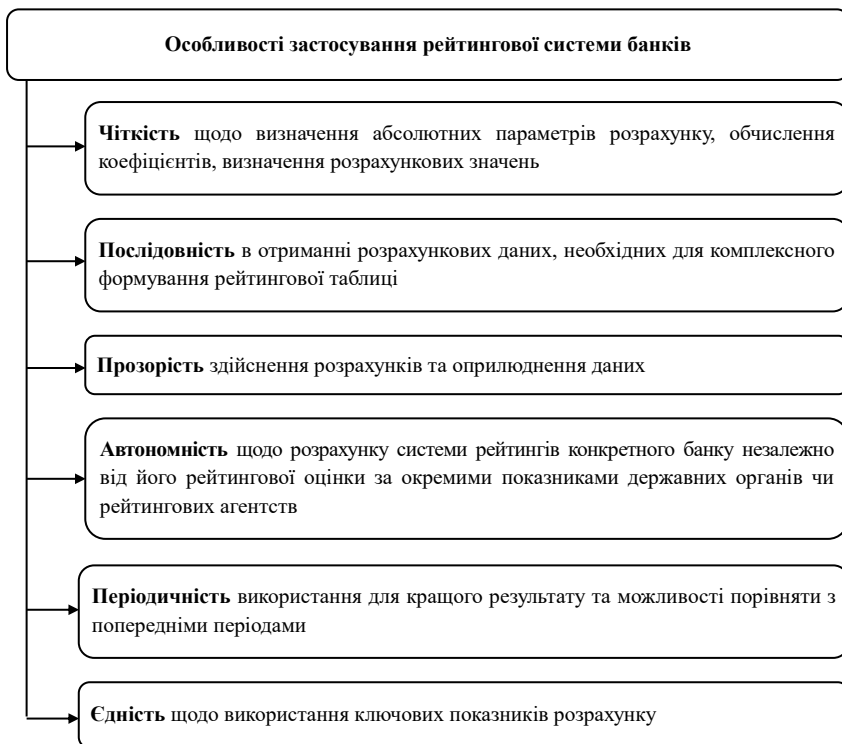 Особливості застосування рейтингової системи банків
Чіткість щодо визначення абсолютних параметрів розрахунку, обчислення
коефіцієнтів, визначення розрахункових значень
Послідовність в отриманні розрахункових даних, необхідних для комплексного
формування рейтингової таблиці
Прозорість здійснення розрахунків та оприлюднення даних
Автономність щодо розрахунку системи рейтингів конкретного банку незалежно
від його рейтингової оцінки за окремими показниками державних органів чи
рейтингових агентств
Періодичність використання для кращого результату та можливості порівняти з
попередніми періодами
Єдність щодо використання ключових показників розрахунку